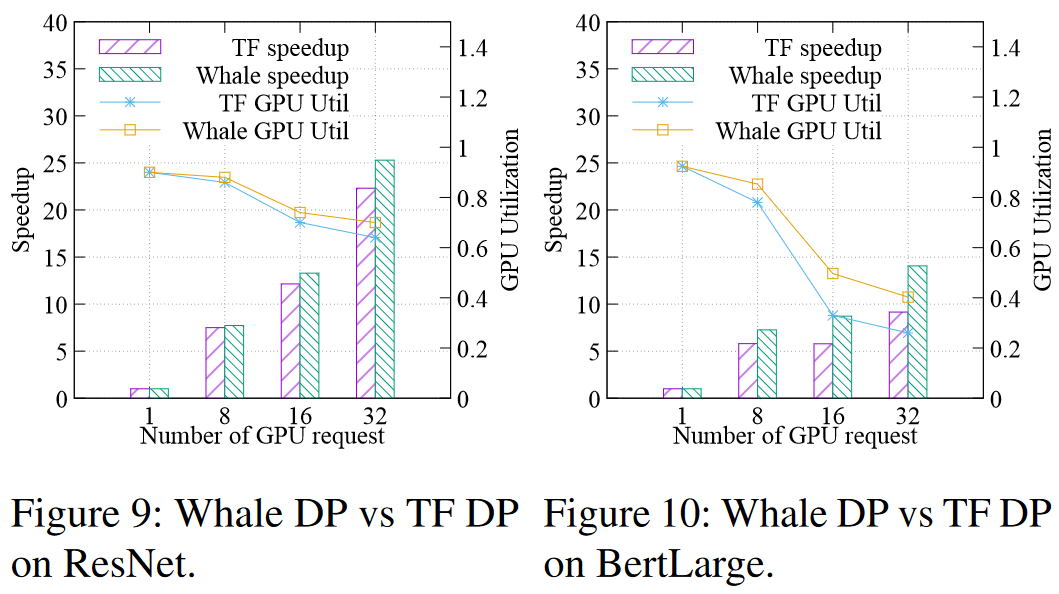 40
35
30
25
20
15
10
5
0
Speedup
TF speedup
Whale speedup
TF GPU Util
Whale GPU Util
1.4
1.2
1
0.8
0.6
0.4
0.2
0
GPU Utilization
1 8 16 32
Number of GPU request
40
35
30
25
20
15
10
5
0
Speedup
TF speedup
Whale speedup
TF GPU Util
Whale GPU Util
1.4
1.2
1
0.8
0.6
0.4
0.2
0
GPU Utilization
1 8 16 32
Number of GPU request
Figure 9: Whale DP vs TF DP
on ResNet.
Figure 10: Whale DP vs TF DP
on BertLarge.